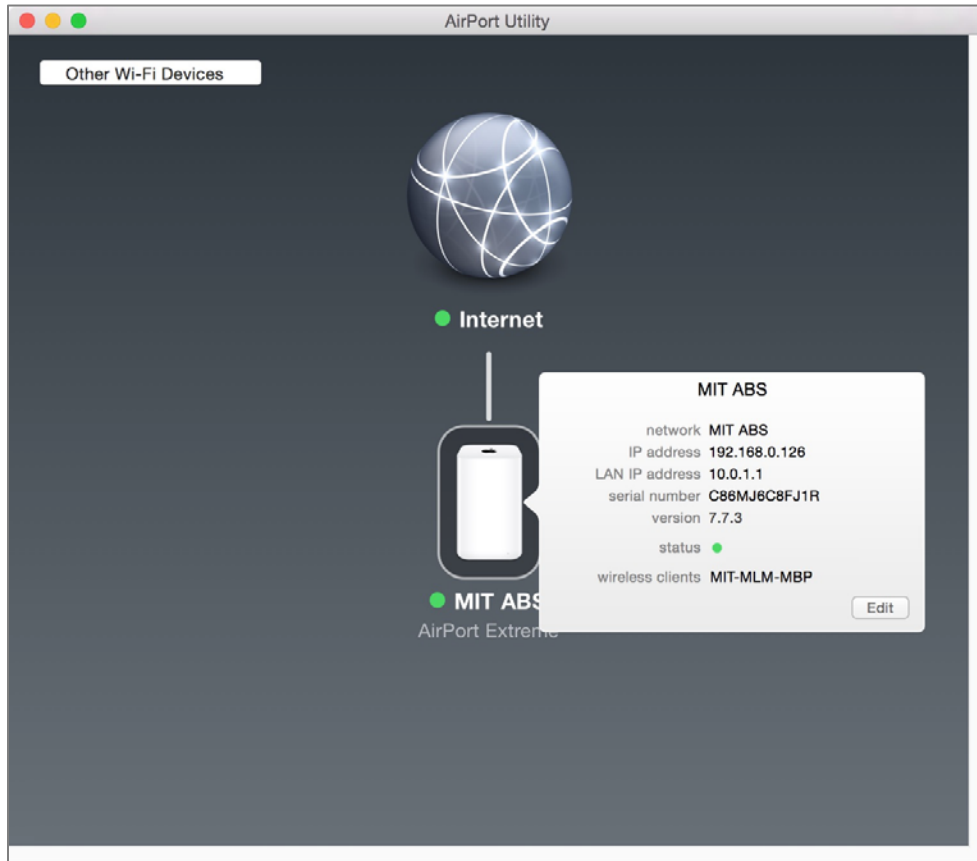 AirPort Utility
Other Wi-Fi Devices
Internet
MIT ABS
network MIT ABS
IP address 192.168.0.126
LAN IP address 10.0.1.1
serial number C86MJ6C8FJ1R
version 7.7.3
status
wireless clients MIT-MLM-MBP
Edit
MIT ABS
AirPort Extreme